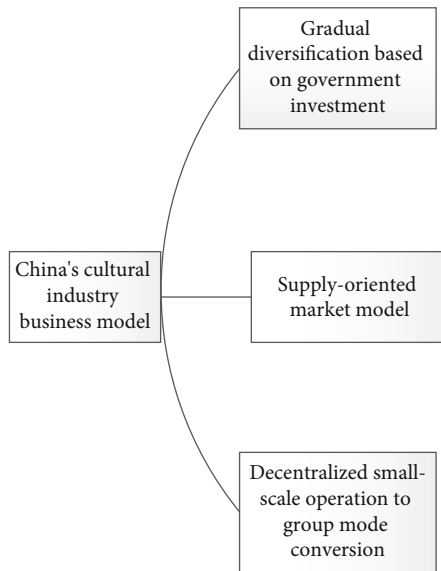 Gradual
diversification based
on government
investment
China's cultural
industry
business model
Supply-oriented
market model
Decentralized small-
scale operation to
group mode
conversion